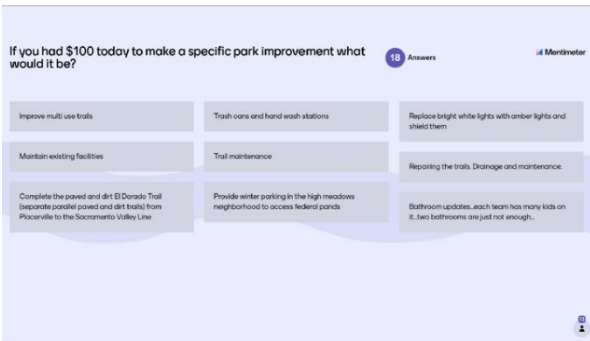 If you had $100 today to make a specific park improvement what
would it be?
18 Answers
Mentimeter
Improve multi use trails
Trash cans and hand wash stations
Replace bright white lights with amber lights and
shield them
Maintain existing facilities
Trail maintenance
Repairing the trails. Drainage and maintenance.
Complete the paved and dirt El Dorado Trail
(separate parallel paved and dirt trails) from
Placerville to the Sacramento Valley Line
Provide winter parking in the high meadows
neighborhood to access federal pands
Bathroom updates..each team has many kids on
it..two bathrooms are just not enough..